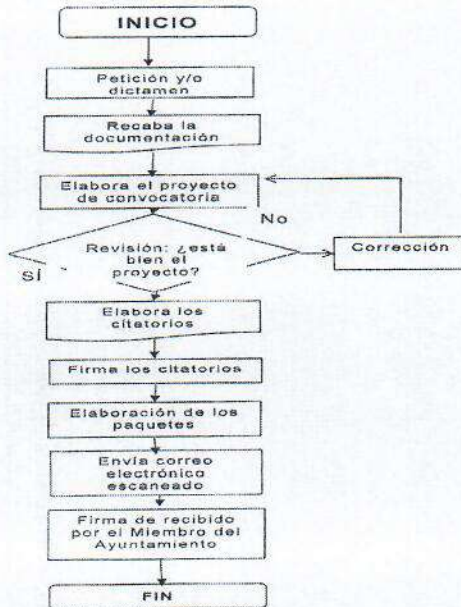 INICIO
Petición y/o
dictamen
Recaba la
documentación
Elabora el proyecto
de convocatoria
No
Revisión: ¿está
bien el
proyecto?
SÍ
Corrección
Elabora los
citatorios
Firma los citatorios
Elaboración de los
paquetes
Envía correo
electrónico
escaneado
Firma de recibido
por el Miembro del
Ayuntamiento
FIN